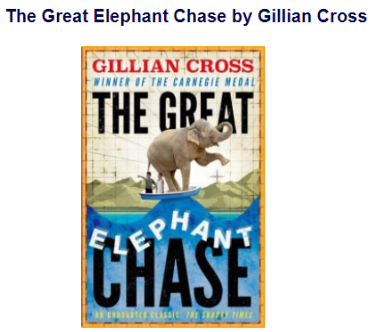 The Great Elephant Chase by Gillian Cross
GILLIAN CROSS
WINNER OF THE CARNEGIE MEDAL
THE GREAT
ELEPHANT
CHASE
AN UNDOUBTED CLASSIC. THE SUNDAY TIMES